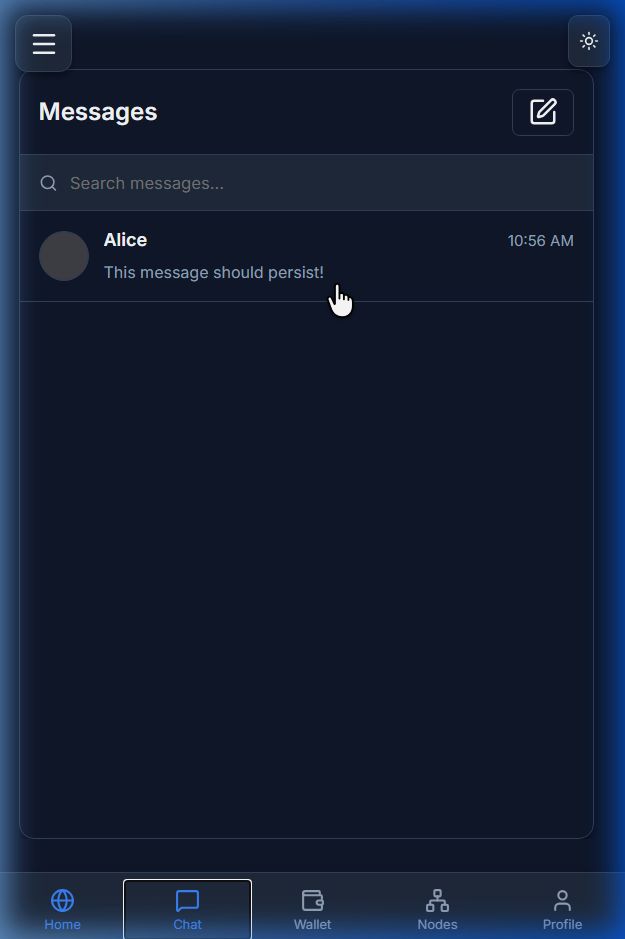 Messages
Search messages...
Alice
10:56 AM
This message should persist!
Home
Chat
Wallet
Nodes
Profile